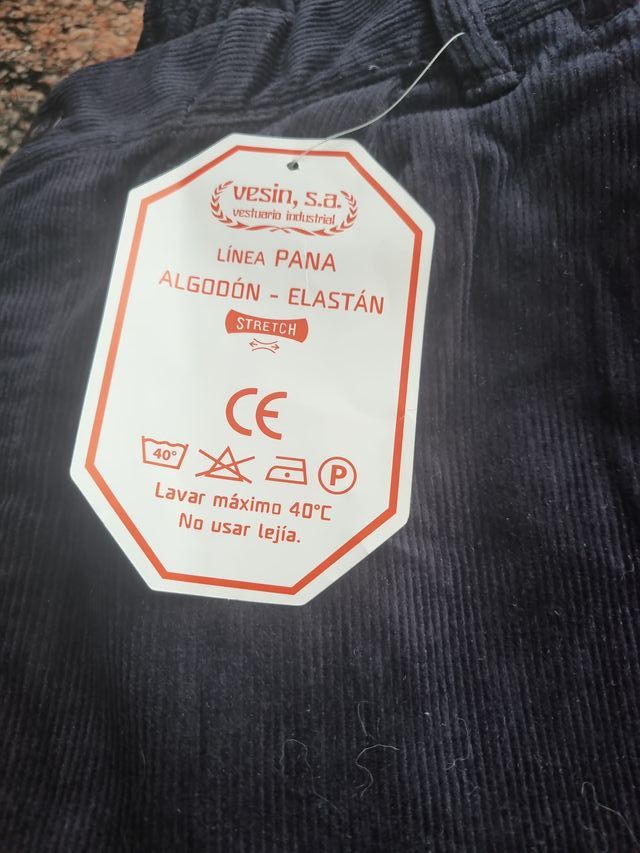 vesin, s.a.
vestuario industrial
LÍNEA PANA
ALGODÓN - ELASTÁN
STRETCH
CE
40° P
Lavar máximo 40°C
No usar lejía.